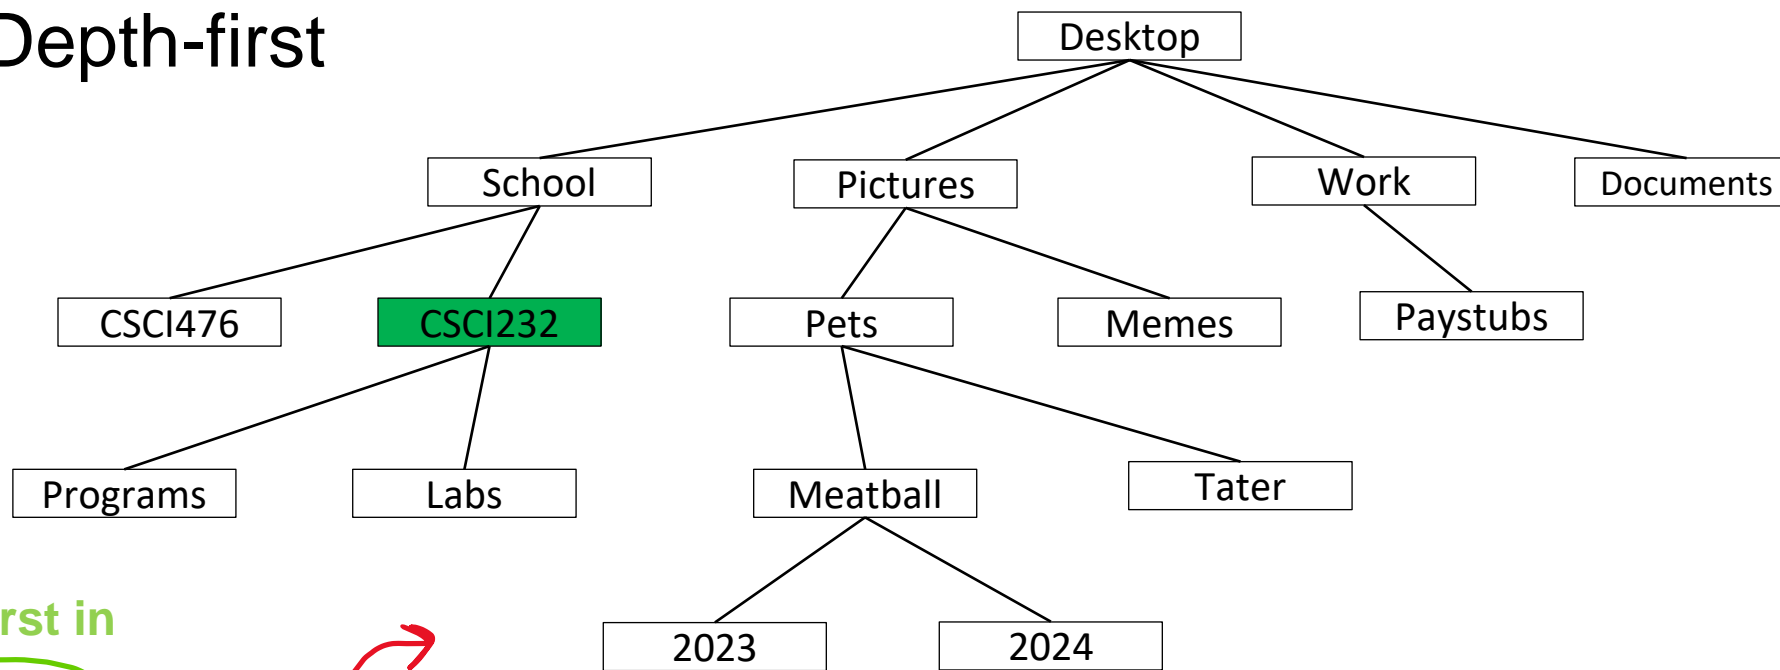 Depth-first
Desktop
School Pictures Work Documents
CSCI476 CSCI232 Pets Memes Paystubs
Programs Labs Meatball Tater
rst in
2023 2024